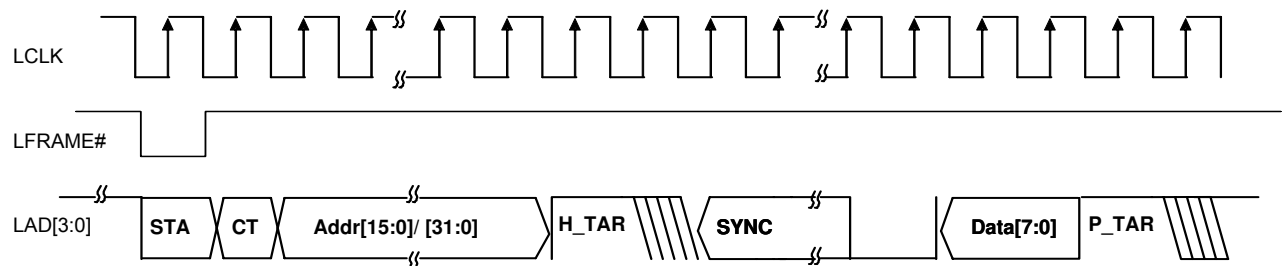 LCLK
LFRAME#
LAD[3:0]
STA CT Addr[15:0]/ [31:0] H_TAR SYNC Data[7:0] P_TAR